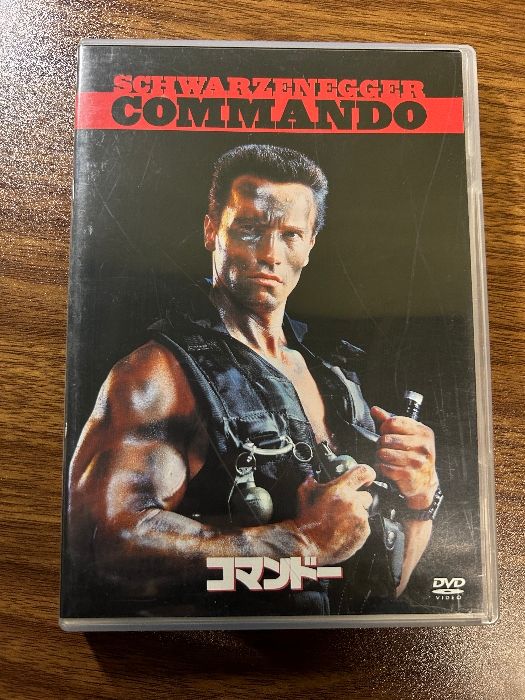 SCHWARZENEGGER
COMMANDO
コマンドー
DVD
VIDEO